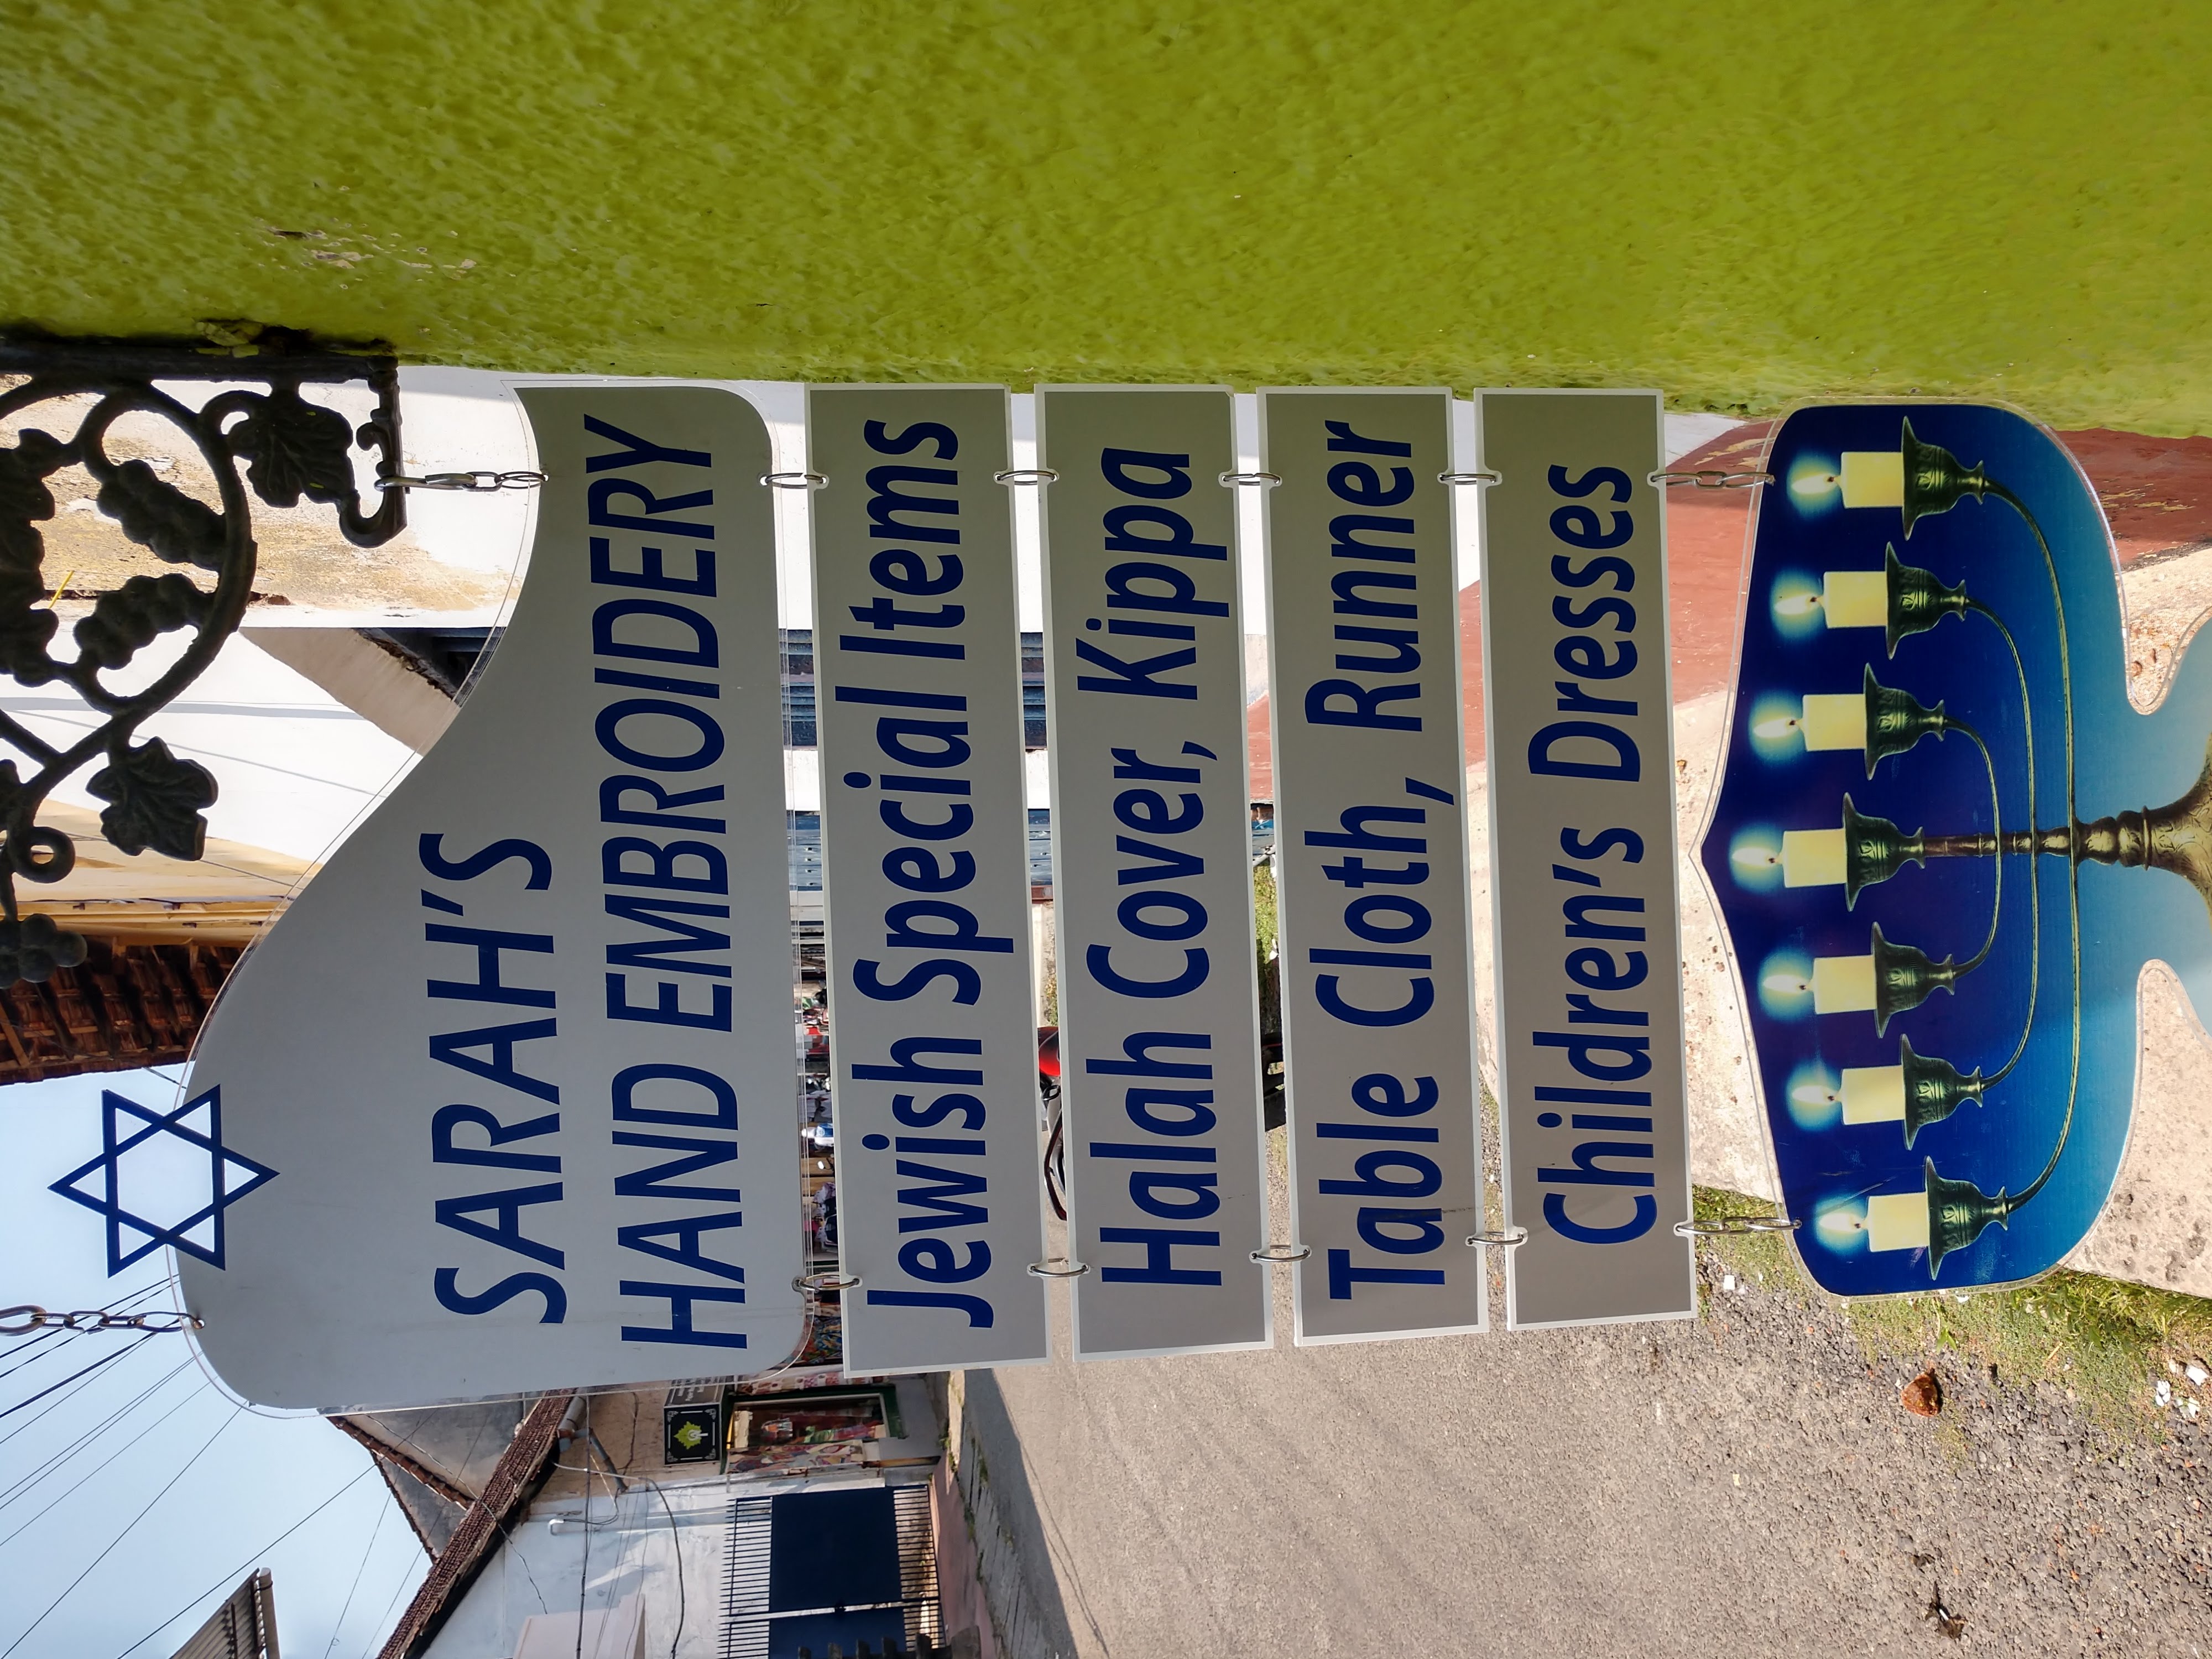 SARAH'S
HAND EMBROIDERY
Jewish Special Items
Halah Cover, Kippa
Table Cloth, Runner
Children's Dresses